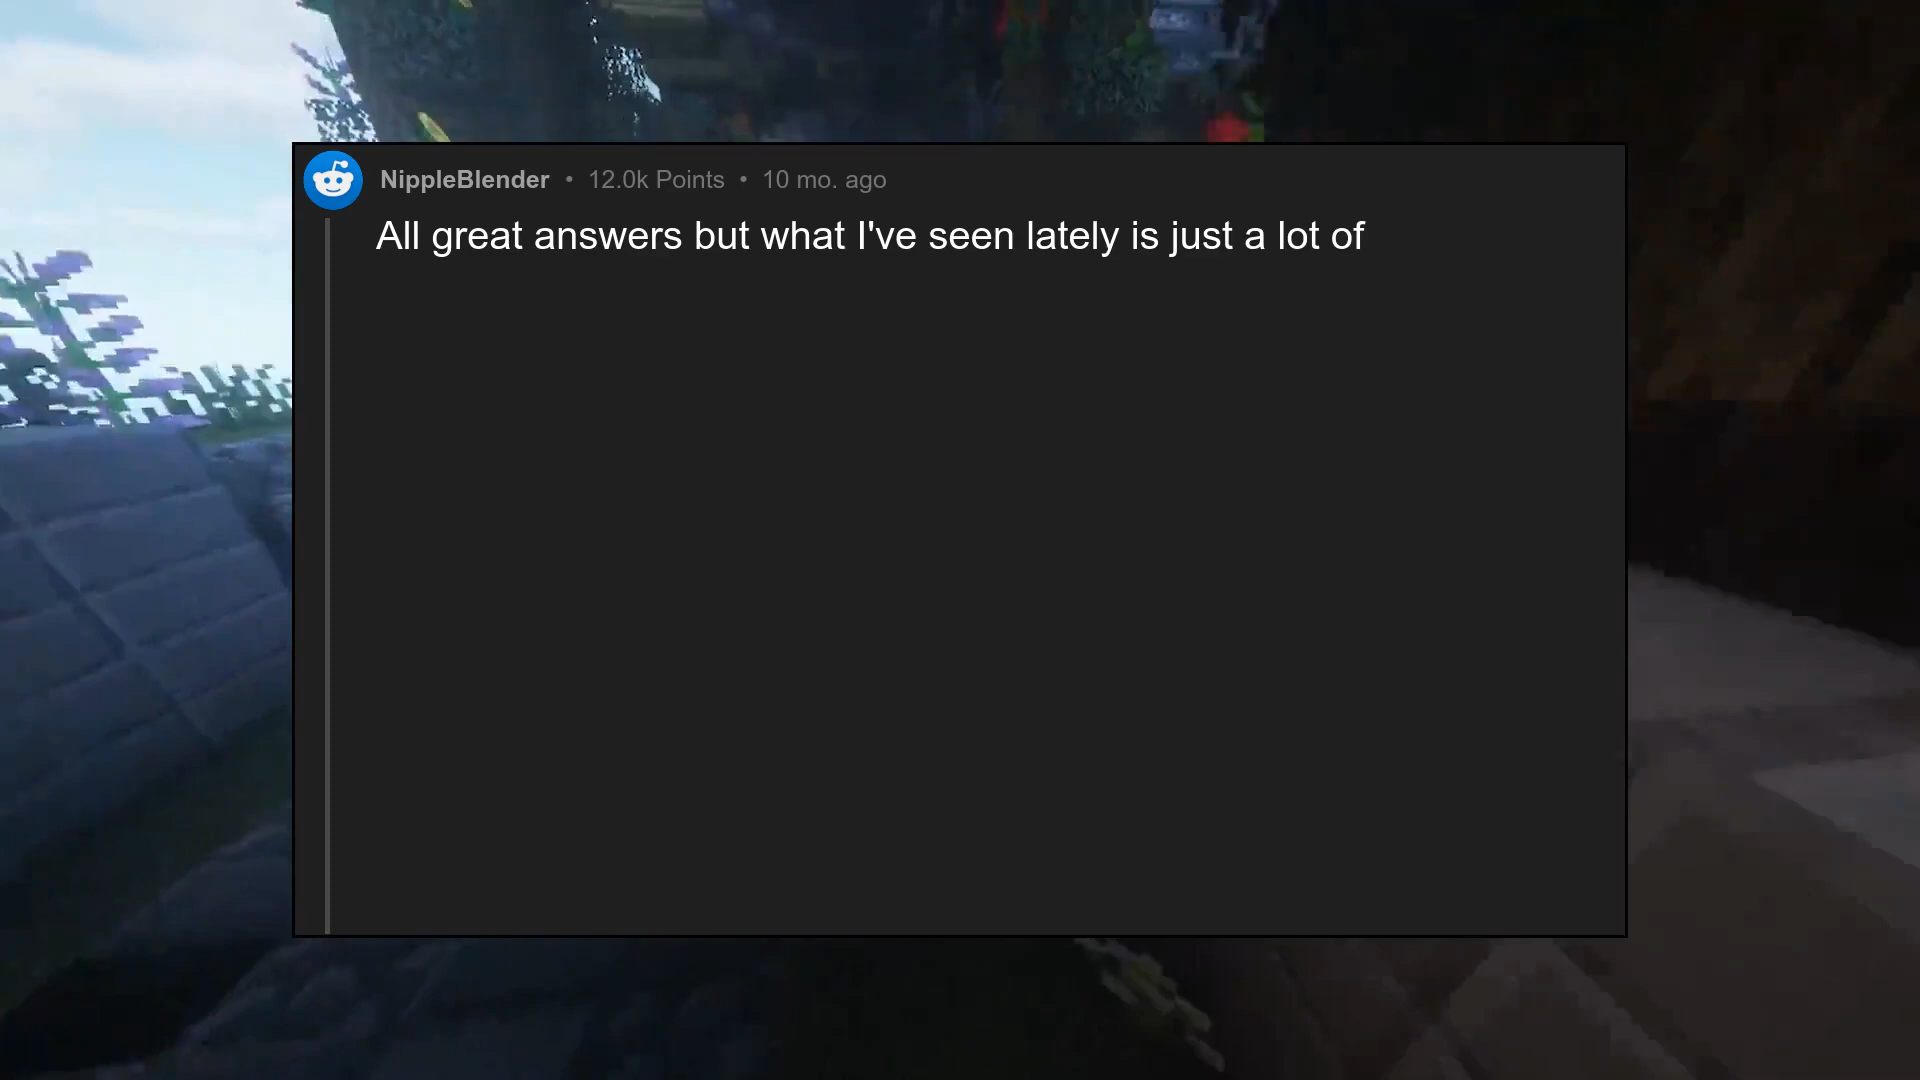 NippleBlender • 12.0k Points • 10 mo. ago
All great answers but what I've seen lately is just a lot of